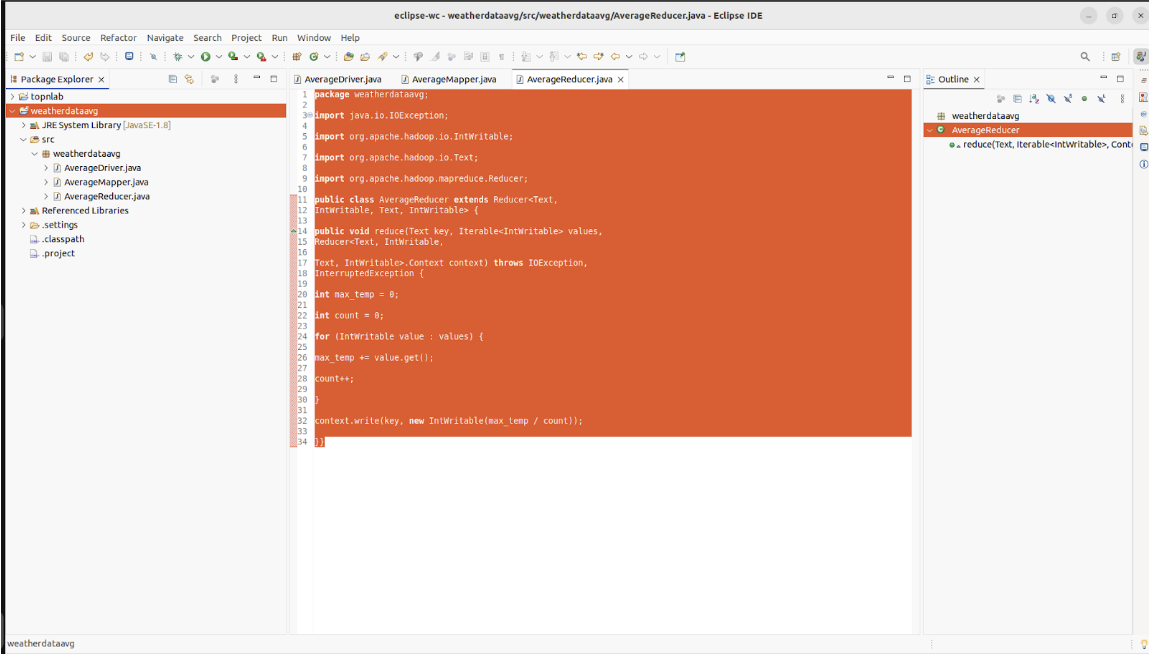 eclipse-wc - weatherdataavg/src/weatherdataavg/AverageReducer.java - Eclipse IDE
File Edit Source Refactor Navigate Search Project Run Window Help
Package Explorer
topnlab
weatherdataavg
JRE System Library [JavaSE-1.8]
src
weatherdataavg
AverageDriver.java
AverageMapper.java
AverageReducer.java
Referenced Libraries
.settings
.classpath
.project
AverageDriver.java AverageMapper.java AverageReducer.java
1 package weatherdataavg;
2
3 import java.io.IOException;
4
5 import org.apache.hadoop.io.IntWritable;
6
7 import org.apache.hadoop.io.Text;
8
9 import org.apache.hadoop.mapreduce.Reducer;
10
11 public class AverageReducer extends Reducer<Text,
12 IntWritable, Text, IntWritable> {
13
14 public void reduce(Text key, Iterable<IntWritable> values,
15 Reducer<Text, IntWritable,
16
17 Text, IntWritable>.Context context) throws IOException,
18 InterruptedException {
19
20 int max_temp = 0;
21
22 int count = 0;
23
24 for (IntWritable value : values) {
25
26 max_temp += value.get();
27
28 count++;
29
30 }
31
32 context.write(key, new IntWritable(max_temp / count));
33
34 }}
Outline
weatherdataavg
AverageReducer
reduce(Text, Iterable<IntWritable>, Cont
weatherdataavg